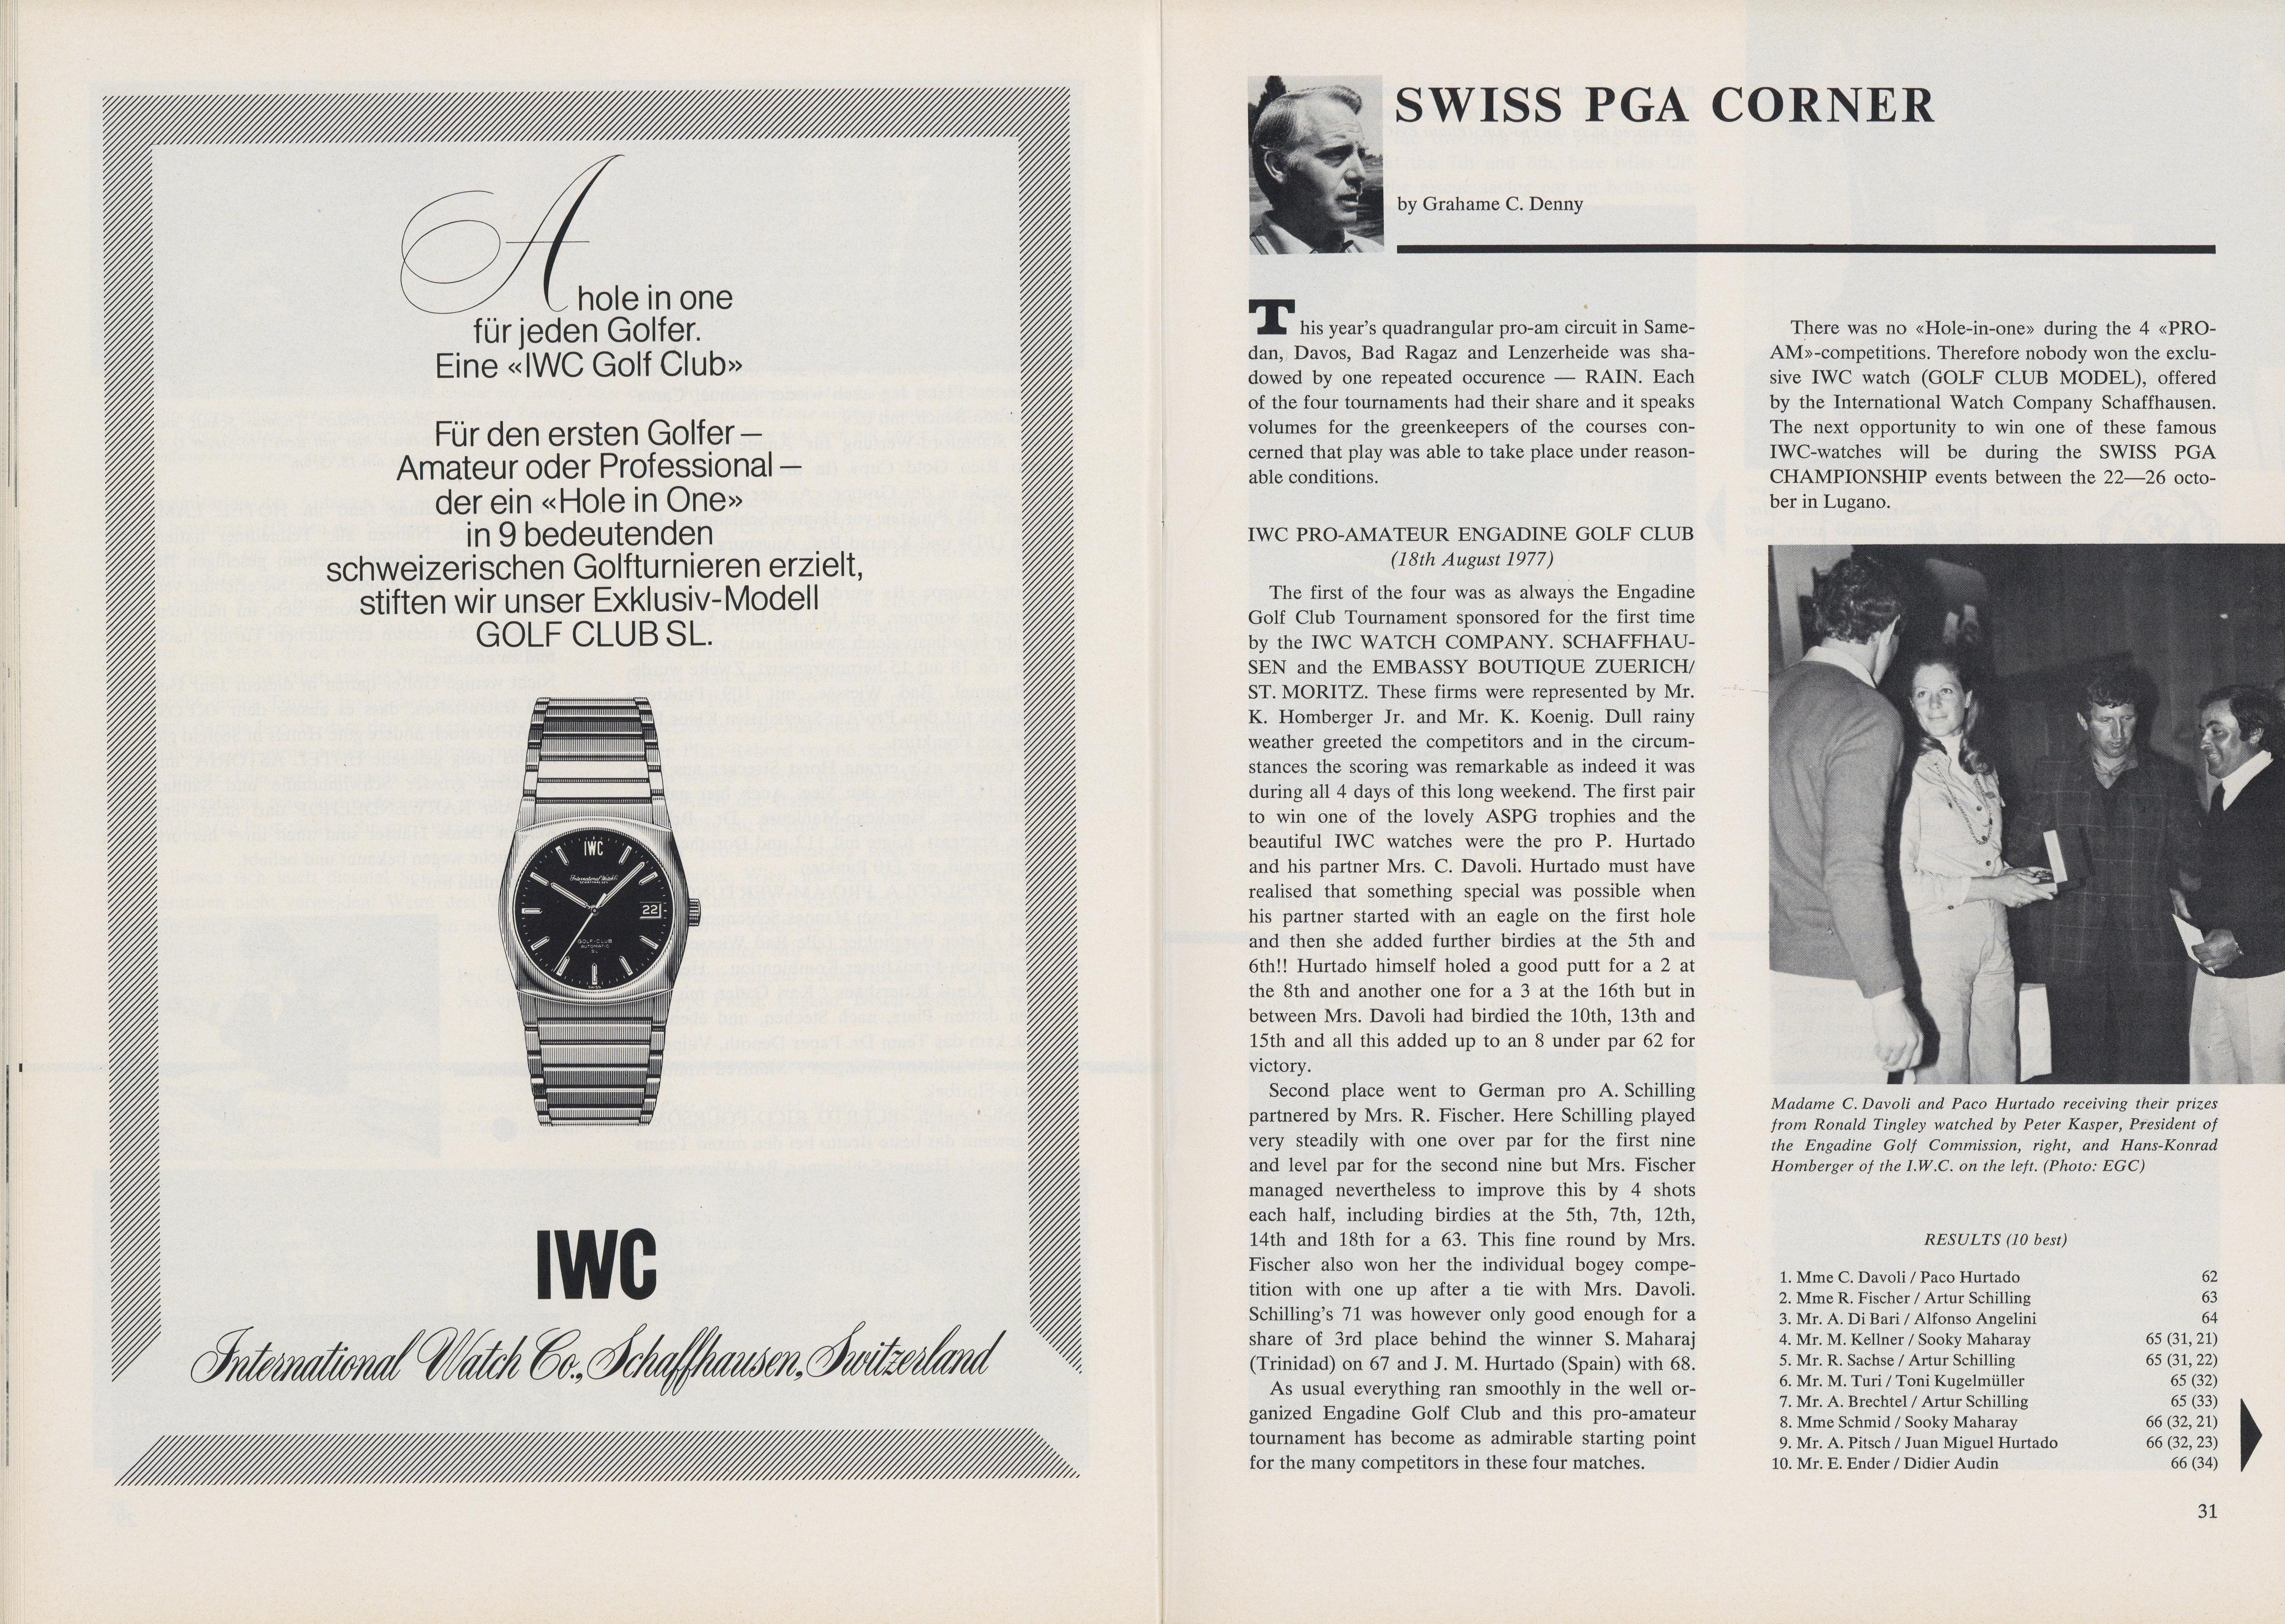 A hole in one
für jeden Golfer.
Eine «IWC Golf Club»
Für den ersten Golfer —
Amateur oder Professional —
der ein «Hole in One»
in 9 bedeutenden
schweizerischen Golfturnieren erzielt,
stiften wir unser Exklusiv-Modell
GOLF CLUB SL.
IWC
International Watch Co.
SCHAFFHAUSEN
22
GOLF-CLUB
AUTOMATIC
SL
SWISS
IWC
International Watch Co., Schaffhausen, Switzerland
SWISS PGA CORNER
by Grahame C. Denny
This year's quadrangular pro-am circuit in Same-
dan, Davos, Bad Ragaz and Lenzerheide was sha-
dowed by one repeated occurence — RAIN. Each
of the four tournaments had their share and it speaks
volumes for the greenkeepers of the courses con-
cerned that play was able to take place under reason-
able conditions.
IWC PRO-AMATEUR ENGADINE GOLF CLUB
(18th August 1977)
The first of the four was as always the Engadine
Golf Club Tournament sponsored for the first time
by the IWC WATCH COMPANY. SCHAFFHAU-
SEN and the EMBASSY BOUTIQUE ZUERICH/
ST. MORITZ. These firms were represented by Mr.
K. Homberger Jr. and Mr. K. Koenig. Dull rainy
weather greeted the competitors and in the circum-
stances the scoring was remarkable as indeed it was
during all 4 days of this long weekend. The first pair
to win one of the lovely ASPG trophies and the
beautiful IWC watches were the pro P. Hurtado
and his partner Mrs. C. Davoli. Hurtado must have
realised that something special was possible when
his partner started with an eagle on the first hole
and then she added further birdies at the 5th and
6th!! Hurtado himself holed a good putt for a 2 at
the 8th and another one for a 3 at the 16th but in
between Mrs. Davoli had birdied the 10th, 13th and
15th and all this added up to an 8 under par 62 for
victory.
Second place went to German pro A. Schilling
partnered by Mrs. R. Fischer. Here Schilling played
very steadily with one over par for the first nine
and level par for the second nine but Mrs. Fischer
managed nevertheless to improve this by 4 shots
each half, including birdies at the 5th, 7th, 12th,
14th and 18th for a 63. This fine round by Mrs.
Fischer also won her the individual bogey compe-
tition with one up after a tie with Mrs. Davoli.
Schilling's 71 was however only good enough for a
share of 3rd place behind the winner S. Maharaj
(Trinidad) on 67 and J. M. Hurtado (Spain) with 68.
As usual everything ran smoothly in the well or-
ganized Engadine Golf Club and this pro-amateur
tournament has become as admirable starting point
for the many competitors in these four matches.
There was no «Hole-in-one» during the 4 «PRO-
AM»-competitions. Therefore nobody won the exclu-
sive IWC watch (GOLF CLUB MODEL), offered
by the International Watch Company Schaffhausen.
The next opportunity to win one of these famous
IWC-watches will be during the SWISS PGA
CHAMPIONSHIP events between the 22—26 octo-
ber in Lugano.
Madame C. Davoli and Paco Hurtado receiving their prizes
from Ronald Tingley watched by Peter Kasper, President of
the Engadine Golf Commission, right, and Hans-Konrad
Homberger of the I.W.C. on the left. (Photo: EGC)
RESULTS (10 best)
1. Mme C. Davoli / Paco Hurtado 62
2. Mme R. Fischer / Artur Schilling 63
3. Mr. A. Di Bari / Alfonso Angelini 64
4. Mr. M. Kellner / Sooky Maharay 65 (31, 21)
5. Mr. R. Sachse / Artur Schilling 65 (31, 22)
6. Mr. M. Turi / Toni Kugelmüller 65 (32)
7. Mr. A. Brechtel / Artur Schilling 65 (33)
8. Mme Schmid / Sooky Maharay 66 (32, 21)
9. Mr. A. Pitsch / Juan Miguel Hurtado 66 (32, 23)
10. Mr. E. Ender / Didier Audin 66 (34)
31